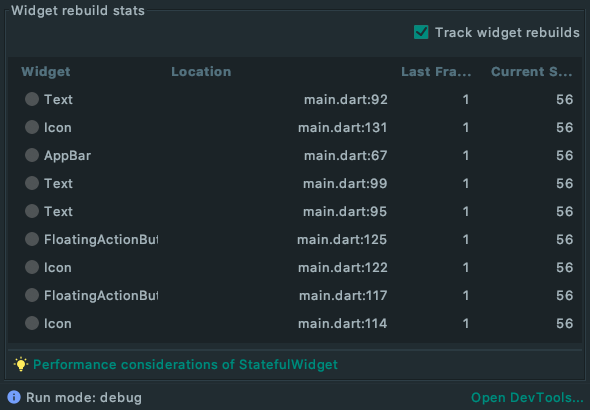 Widget rebuild stats
Track widget rebuilds
Widget Location Last Fra... Current S...
Text main.dart:92 1 56
Icon main.dart:131 1 56
AppBar main.dart:67 1 56
Text main.dart:99 1 56
Text main.dart:95 1 56
FloatingActionBut main.dart:125 1 56
Icon main.dart:122 1 56
FloatingActionBut main.dart:117 1 56
Icon main.dart:114 1 56
Performance considerations of StatefulWidget
Run mode: debug Open DevTools...